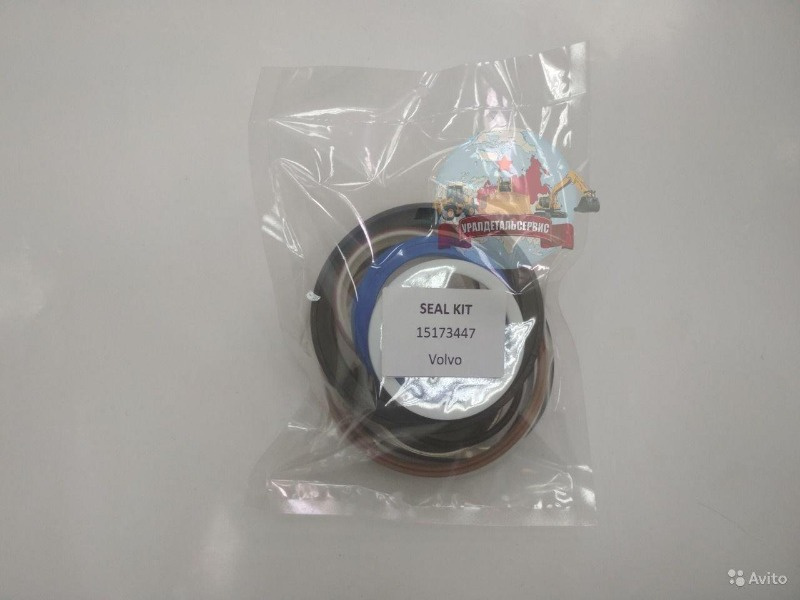 УРАЛДЕТАЛЬСЕРВИС
SEAL KIT
15173447
Volvo
Avito